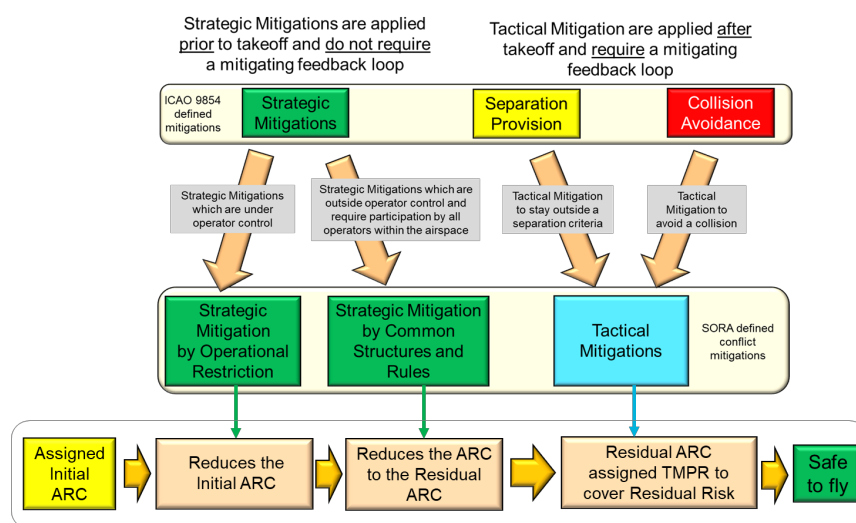 Strategic Mitigations are applied
prior to takeoff and do not require
a mitigating feedback loop
Tactical Mitigation are applied after
takeoff and require a mitigating
feedback loop
ICAO 9854
defined
mitigations
Strategic
Mitigations
Separation
Provision
Collision
Avoidance
Strategic Mitigations
which are under
operator control
Strategic Mitigations which are
outside operator control and
require participation by all
operators within the airspace
Tactical Mitigation
to stay outside a
separation criteria
Tactical
Mitigation to
avoid a collision
Strategic
Mitigation
by Operational
Restriction
Strategic Mitigation
by Common
Structures and
Rules
Tactical
Mitigations
SORA defined
conflict
mitigations
Assigned
Initial
ARC
Reduces the
Initial ARC
Reduces the ARC
to the Residual
ARC
Residual ARC
assigned TMPR to
cover Residual Risk
Safe
to fly